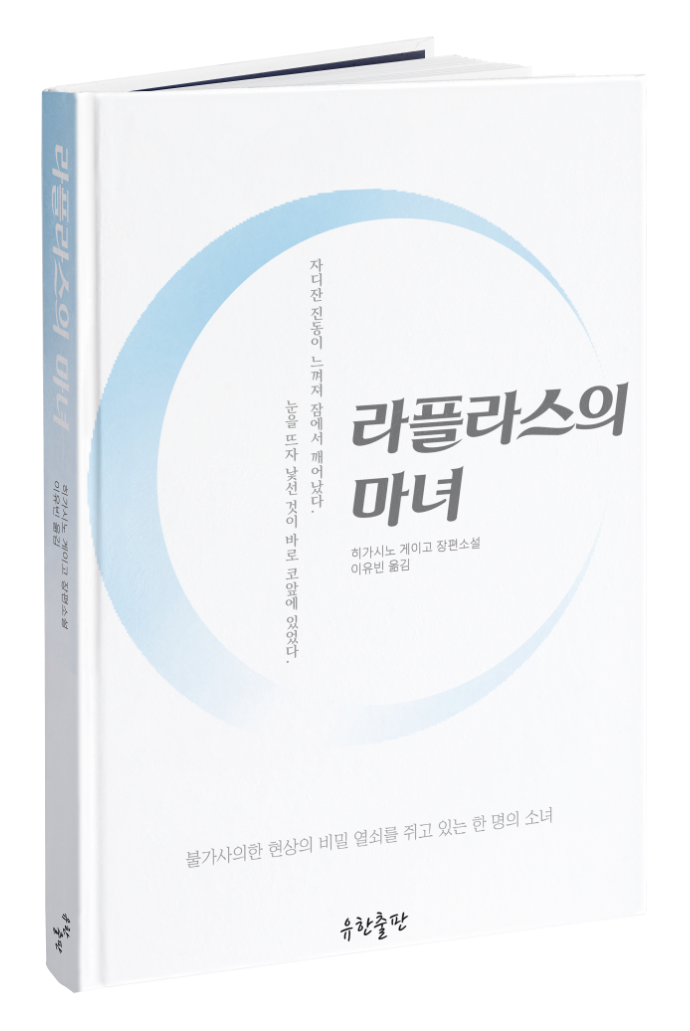 라플라스의 마녀
히가시노 게이고 장편소설
이유빈 옮김
유한
출판
자디잔 진동이 느껴져 잠에서 깨어났다.
눈을 뜨자 낯선 것이 바로 코앞에 있었다.
라플라스의
마녀
히가시노 게이고 장편소설
이유빈 옮김
불가사의한 현상의 비밀 열쇠를 쥐고 있는 한 명의 소녀
유한출판